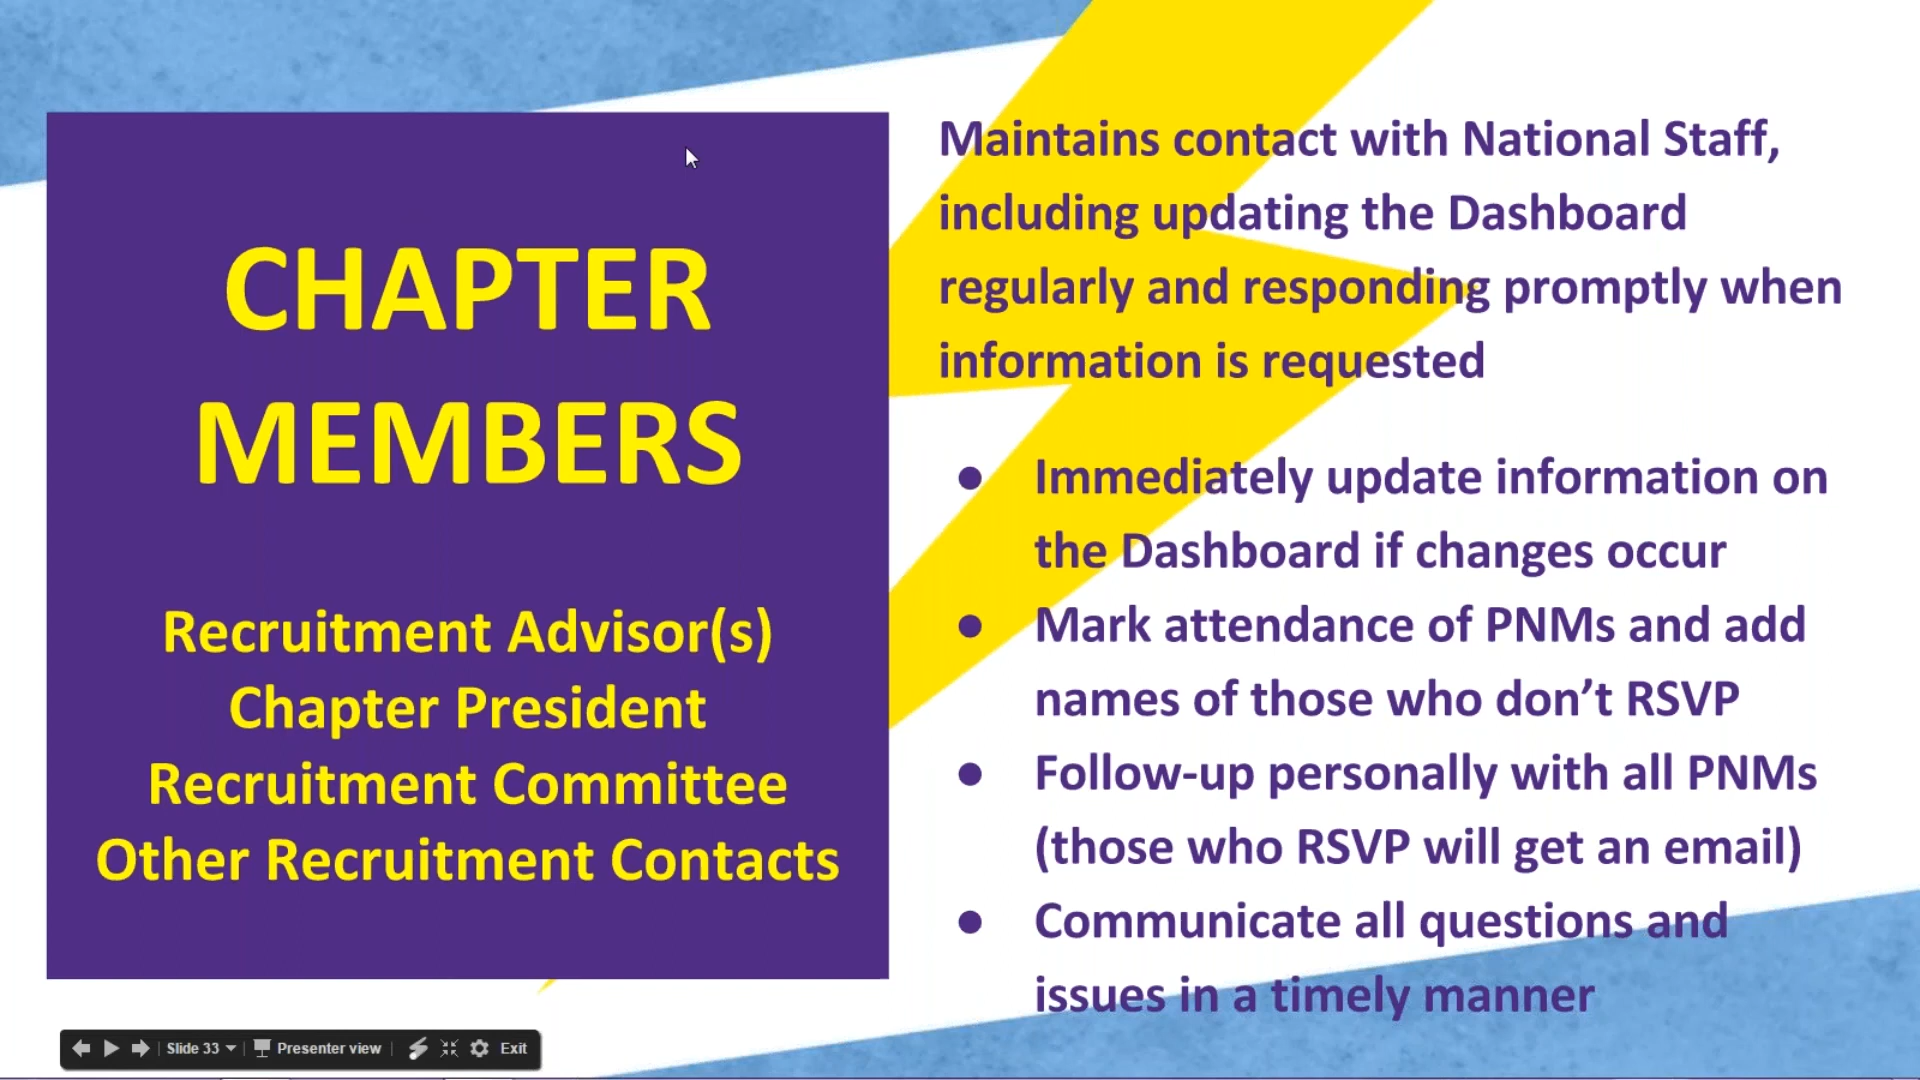 CHAPTER
MEMBERS
Recruitment Advisor(s)
Chapter President
Recruitment Committee
Other Recruitment Contacts
Maintains contact with National Staff,
including updating the Dashboard
regularly and responding promptly when
information is requested
● Immediately update information on
the Dashboard if changes occur
● Mark attendance of PNMs and add
names of those who don’t RSVP
● Follow-up personally with all PNMs
(those who RSVP will get an email)
● Communicate all questions and
issues in a timely manner
Slide 33 Presenter view Exit